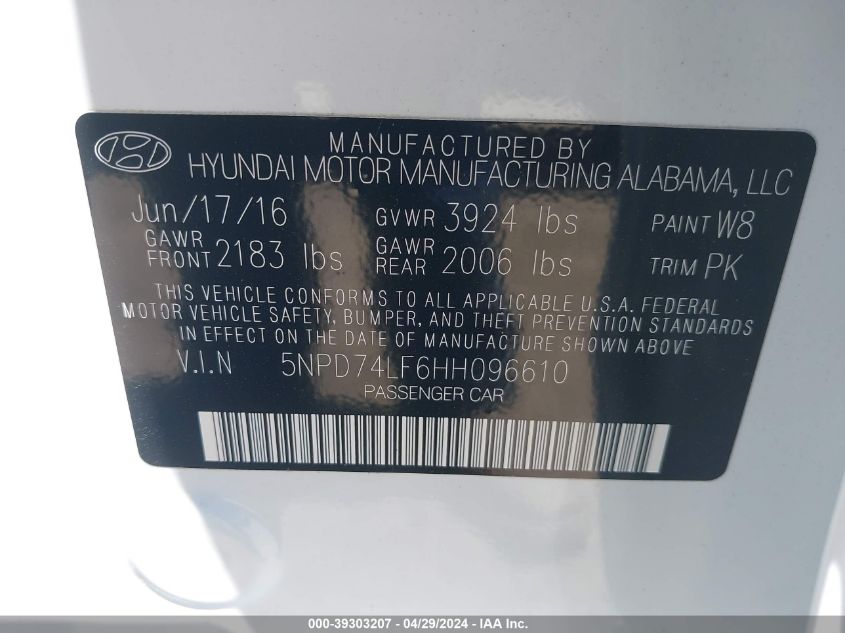 MANUFACTURED BY
HYUNDAI MOTOR MANUFACTURING ALABAMA, LLC
Jun/17/16 GVWR 3924 lbs PAINT W8
GAWR FRONT 2183 lbs GAWR REAR 2006 lbs TRIM PK
THIS VEHICLE CONFORMS TO ALL APPLICABLE U.S.A. FEDERAL
MOTOR VEHICLE SAFETY, BUMPER, AND THEFT PREVENTION STANDARDS
IN EFFECT ON THE DATE OF MANUFACTURE SHOWN ABOVE
V.I.N 5NPD74LF6HH096610
PASSENGER CAR
000-39303207 - 04/29/2024 - IAA Inc.